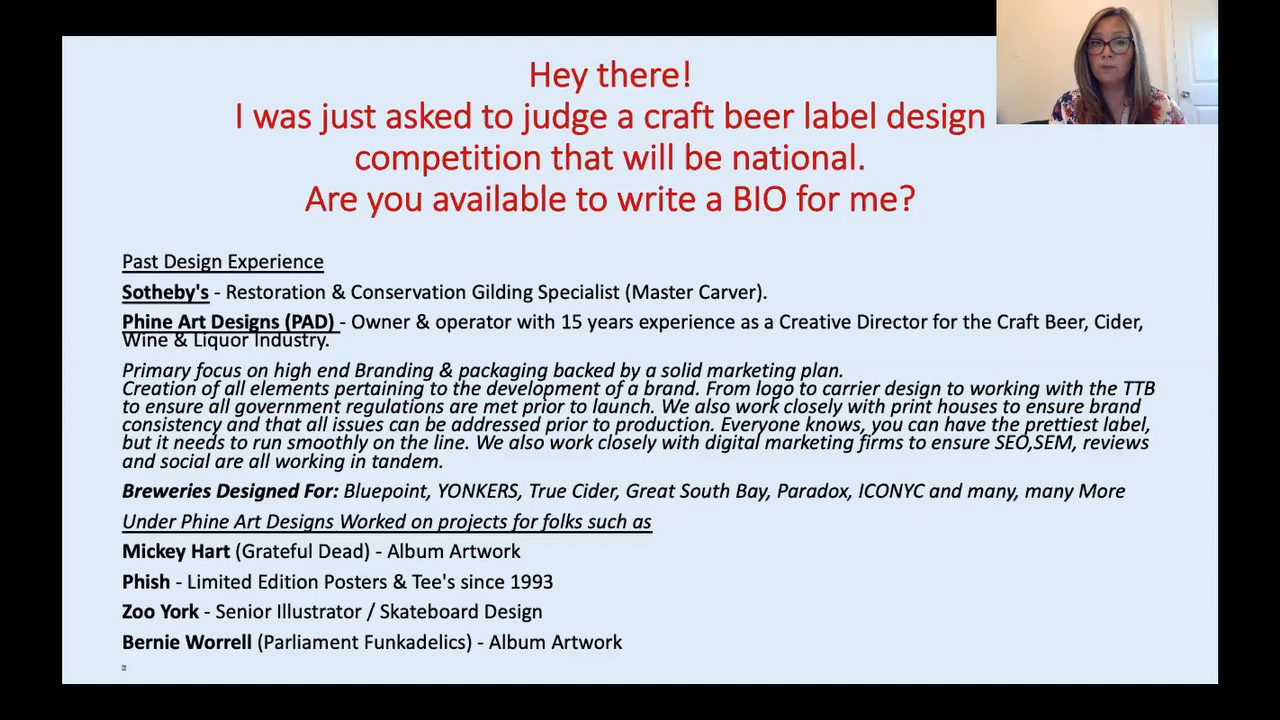 Hey there!
I was just asked to judge a craft beer label design
competition that will be national.
Are you available to write a BIO for me?
Past Design Experience
Sotheby's - Restoration & Conservation Gilding Specialist (Master Carver).
Phine Art Designs (PAD) - Owner & operator with 15 years experience as a Creative Director for the Craft Beer, Cider,
Wine & Liquor Industry.
Primary focus on high end Branding & packaging backed by a solid marketing plan.
Creation of all elements pertaining to the development of a brand. From logo to carrier design to working with the TTB
to ensure all government regulations are met prior to launch. We also work closely with print houses to ensure brand
consistency and that all issues can be addressed prior to production. Everyone knows, you can have the prettiest label,
but it needs to run smoothly on the line. We also work closely with digital marketing firms to ensure SEO,SEM, reviews
and social are all working in tandem.
Breweries Designed For: Bluepoint, YONKERS, True Cider, Great South Bay, Paradox, ICONYC and many, many More
Under Phine Art Designs Worked on projects for folks such as
Mickey Hart (Grateful Dead) - Album Artwork
Phish - Limited Edition Posters & Tee's since 1993
Zoo York - Senior Illustrator / Skateboard Design
Bernie Worrell (Parliament Funkadelics) - Album Artwork